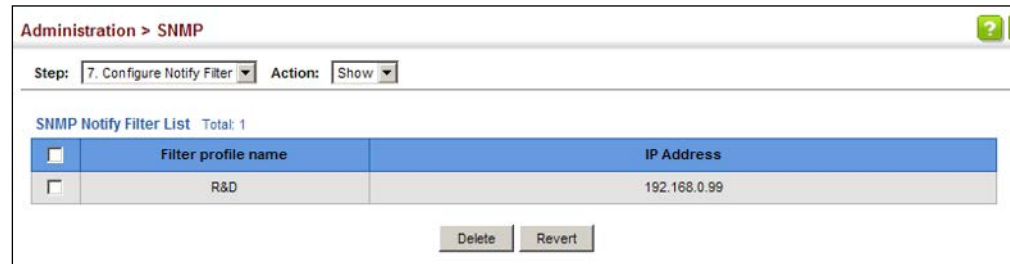 Administration > SNMP
?
Step: 7. Configure Notify Filter Action: Show
SNMP Notify Filter List Total: 1
Filter profile name IP Address
R&D 192.168.0.99
Delete Revert